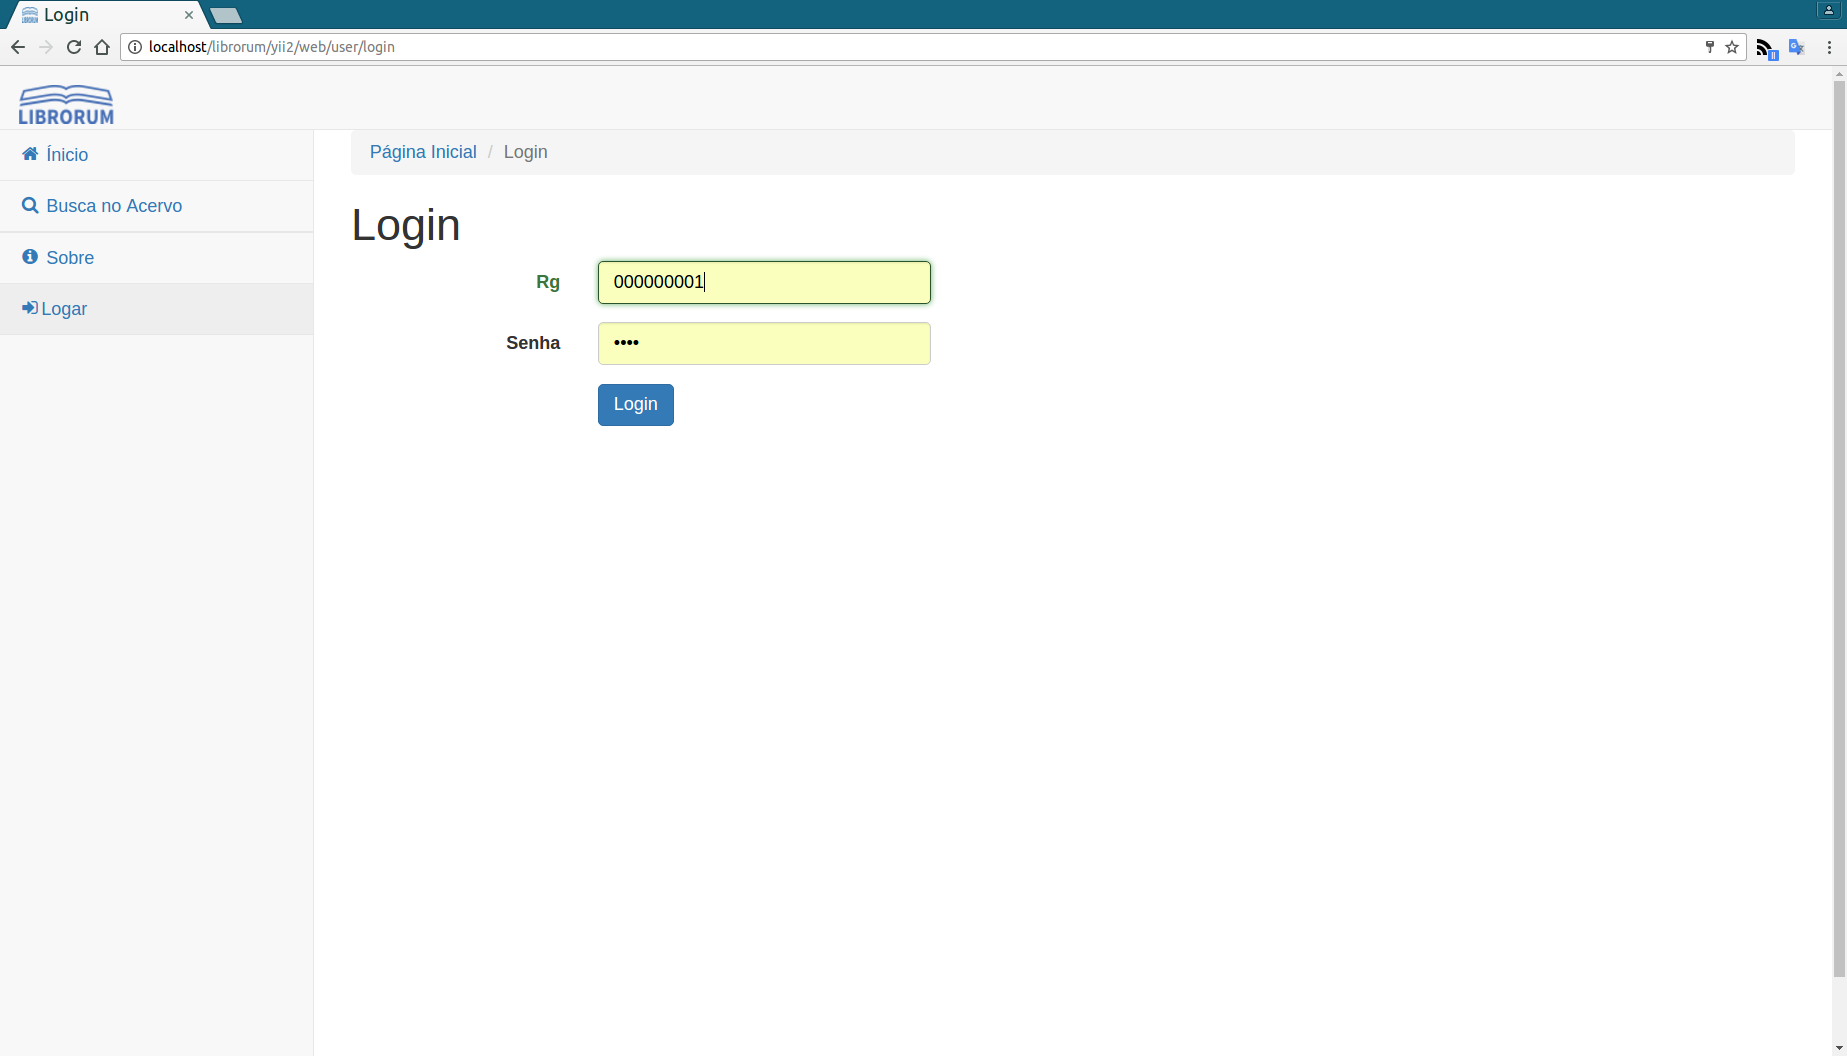 Login
localhost/librorum/yii2/web/user/login
LIBRORUM
Ínicio
Busca no Acervo
Sobre
Logar
Página Inicial / Login
Login
Rg 000000001
Senha ••••
Login